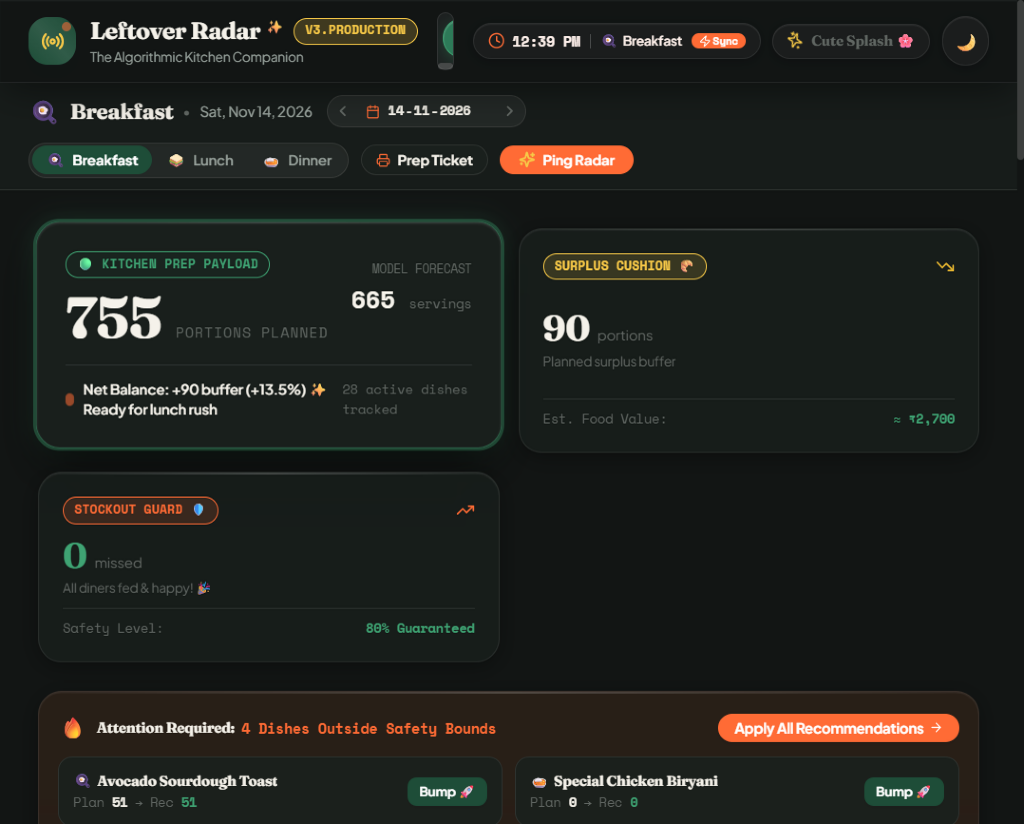 Leftover Radar ✨
V3.PRODUCTION
The Algorithmic Kitchen Companion
12:39 PM
Breakfast
Sync
Cute Splash 🌸
Breakfast • Sat, Nov 14, 2026
14-11-2026
Breakfast
Lunch
Dinner
Prep Ticket
Ping Radar
KITCHEN PREP PAYLOAD
MODEL FORECAST
755 PORTIONS PLANNED
665 servings
Net Balance: +90 buffer (+13.5%) ✨
Ready for lunch rush
28 active dishes
tracked
SURPLUS CUSHION 🥐
90 portions
Planned surplus buffer
Est. Food Value: ≈ ₹2,700
STOCKOUT GUARD 🛡️
0 missed
All diners fed & happy! 🎉
Safety Level: 80% Guaranteed
Attention Required: 4 Dishes Outside Safety Bounds
Apply All Recommendations →
Avocado Sourdough Toast
Plan 51 → Rec 51
Bump 🚀
Special Chicken Biryani
Plan 0 → Rec 0
Bump 🚀